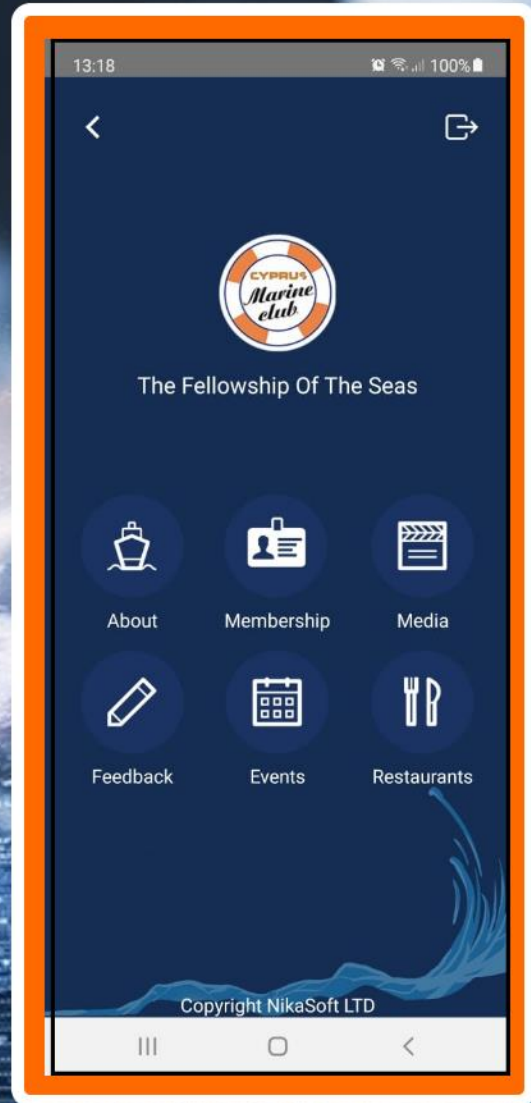 13:18 100%
CYPRUS
Marine
club
The Fellowship Of The Seas
About Membership Media
Feedback Events Restaurants
Copyright NikaSoft LTD